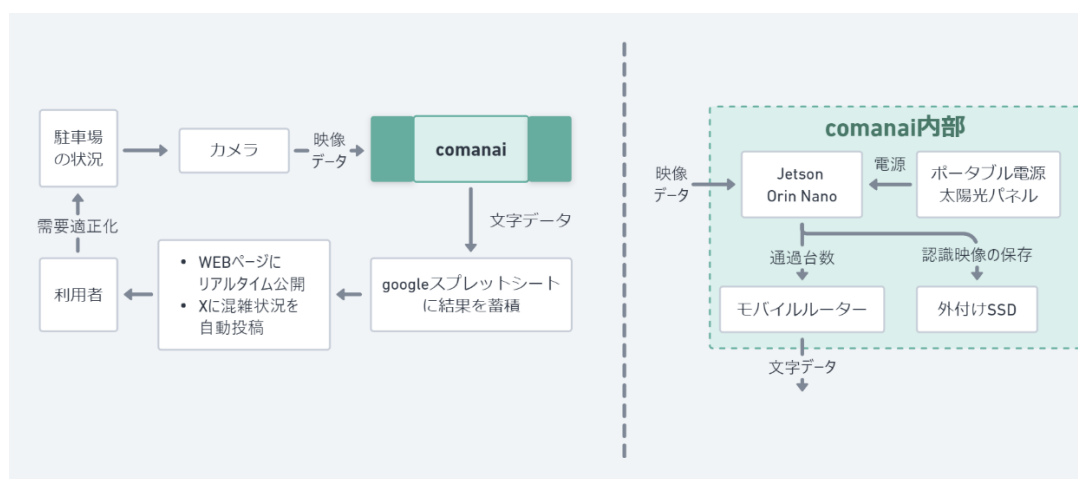 駐車場
の状況
カメラ
映像
データ
comanai
文字データ
googleスプレットシート
に結果を蓄積
• WEBページに
リアルタイム公開
• Xに混雑状況を
自動投稿
利用者
需要適正化
comanai内部
映像
データ
Jetson
Orin Nano
電源
ポータブル電源
太陽光パネル
通過台数
認識映像の保存
モバイルルーター
外付けSSD
文字データ